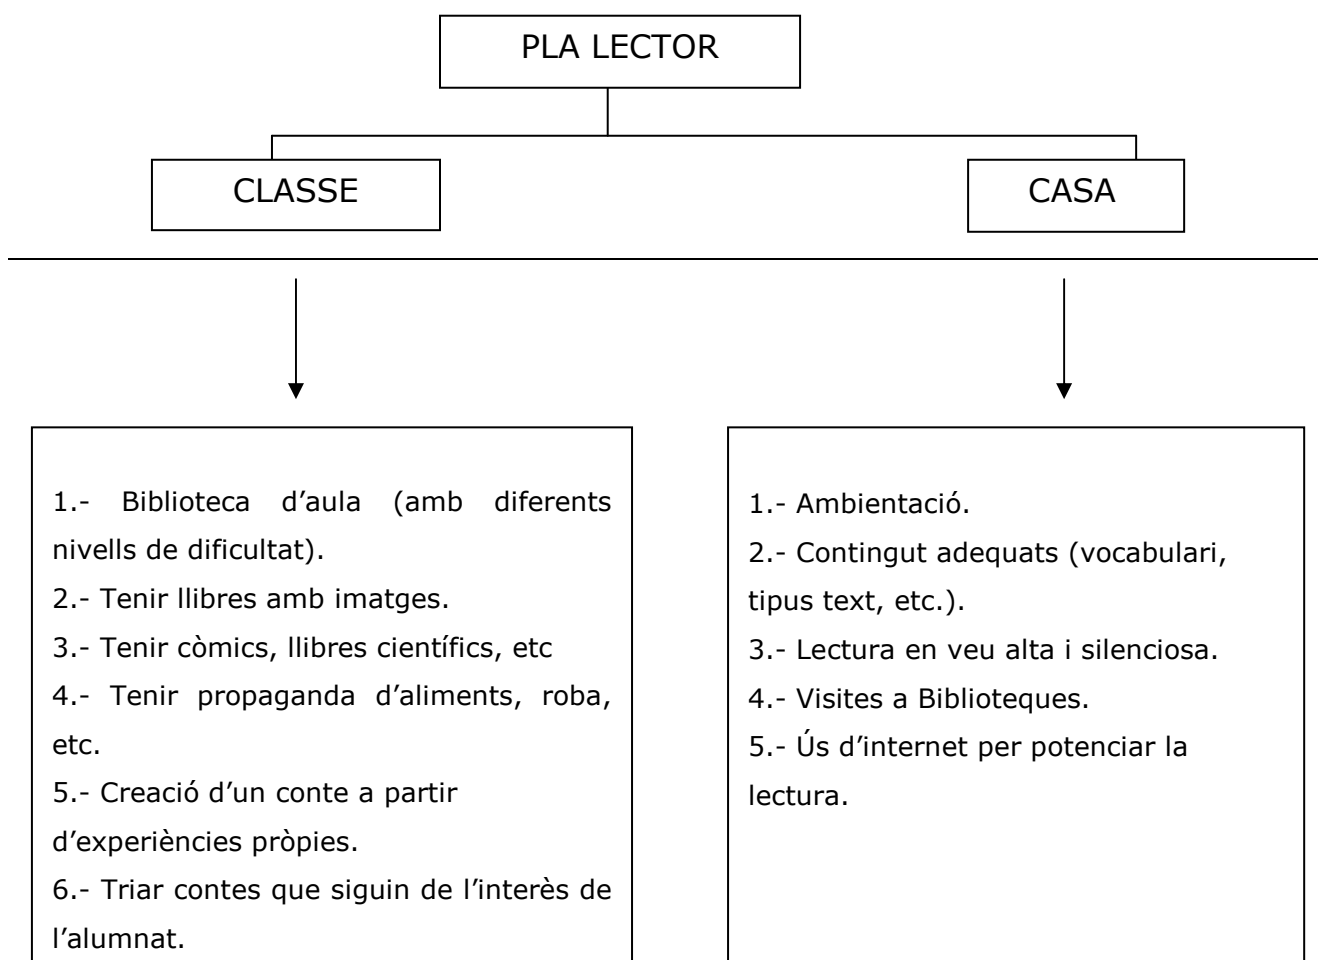 PLA LECTOR
CLASSE
CASA
1.- Biblioteca d’aula (amb diferents
nivells de dificultat).
2.- Tenir llibres amb imatges.
3.- Tenir còmics, llibres científics, etc
4.- Tenir propaganda d’aliments, roba,
etc.
5.- Creació d’un conte a partir
d’experiències pròpies.
6.- Triar contes que siguin de l’interès de
l’alumnat.
1.- Ambientació.
2.- Contingut adequats (vocabulari,
tipus text, etc.).
3.- Lectura en veu alta i silenciosa.
4.- Visites a Biblioteques.
5.- Ús d’internet per potenciar la
lectura.